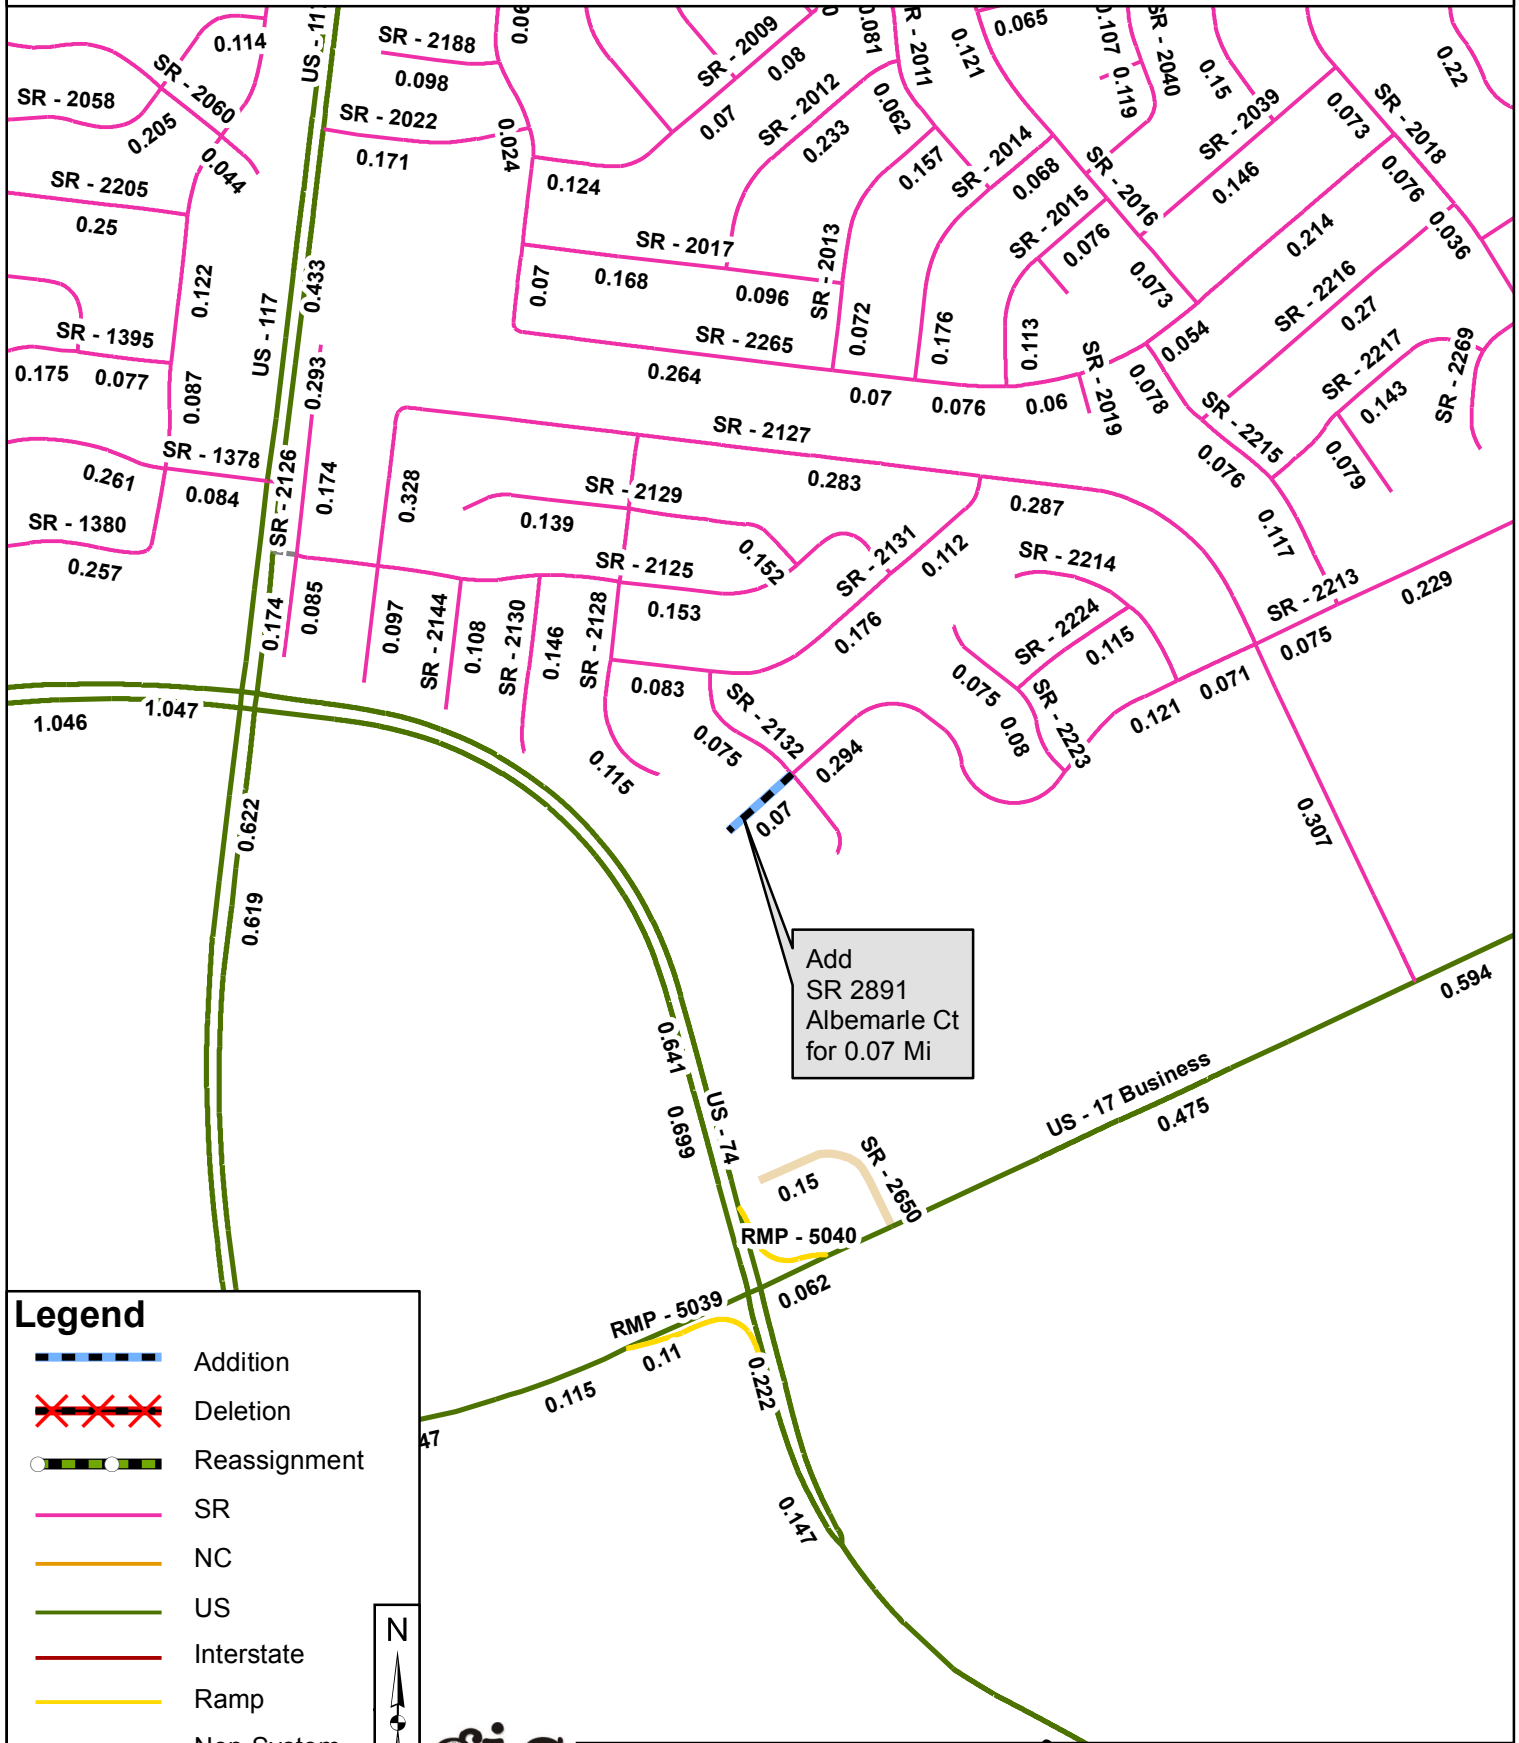 0.114
US - 117
SR - 2188
0.098
SR - 2009
0.08
0.07
0.081
SR - 2011
0.121
0.065
0.107
SR - 2040
0.119
0.15
SR - 2039
0.22
SR - 2058
SR - 2060
0.205
0.044
SR - 2022
0.171
0.024
0.124
SR - 2012
0.233
0.062
0.157
SR - 2014
0.068
SR - 2016
0.073
SR - 2018
0.146
0.076
0.036
SR - 2205
0.25
0.122
0.433
US - 117
SR - 2017
0.168
0.096
0.07
SR - 2013
0.072
0.176
SR - 2015
0.076
0.113
0.073
0.214
SR - 2216
0.27
SR - 1395
0.175
0.077
0.087
0.293
SR - 2265
0.264
0.07
0.076
0.06
SR - 2019
0.054
0.078
SR - 2217
0.143
SR - 2269
0.079
SR - 2215
0.076
0.117
SR - 1378
0.261
0.084
SR - 2126
0.174
0.328
SR - 2127
0.283
0.287
SR - 2129
0.139
0.152
SR - 1380
0.257
SR - 2125
0.153
SR - 2131
0.112
0.176
SR - 2214
SR - 2213
0.229
0.075
0.174
0.085
0.097
SR - 2144
0.108
SR - 2130
0.146
SR - 2128
0.083
SR - 2132
0.075
0.115
0.294
0.07
SR - 2224
0.115
0.075
0.08
SR - 2223
0.121
0.071
0.307
1.046
1.047
0.622
0.619
Add
SR 2891
Albemarle Ct
for 0.07 Mi
0.594
0.641
0.699
US - 74
US - 17 Business
0.475
0.15
SR - 2650
RMP - 5040
0.062
RMP - 5039
0.11
0.115
0.222
47
0.147
Legend
Addition
Deletion
Reassignment
SR
NC
US
Interstate
Ramp
N